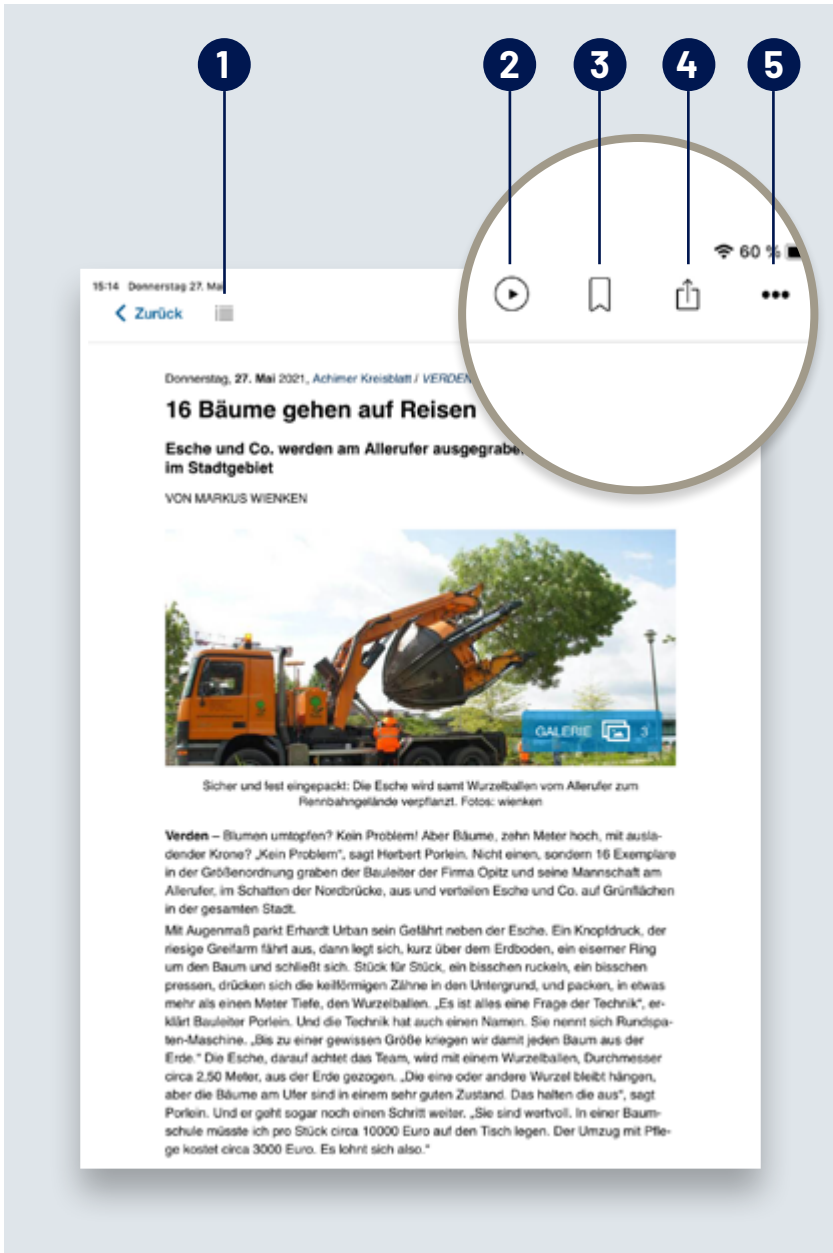 1 2 3 4 5
60 %
15:14 Donnerstag 27. Ma
Zurück
Donnerstag, 27. Mai 2021, Achimer Kreisblatt / VERDEN
16 Bäume gehen auf Reisen
Esche und Co. werden am Allerufer ausgegrabe
im Stadtgebiet
VON MARKUS WIENKEN
GALERIE 3
Sicher und fest eingepackt: Die Esche wird samt Wurzelballen vom Allerufer zum
Rennbahngelände verpflanzt. Fotos: wienken
Verden – Blumen umtopfen? Kein Problem! Aber Bäume, zehn Meter hoch, mit ausla-
dender Krone? „Kein Problem“, sagt Herbert Porlein. Nicht einen, sondern 16 Exemplare
in der Größenordnung graben der Bauleiter der Firma Opitz und seine Mannschaft am
Allerufer, im Schatten der Nordbrücke, aus und verteilen Esche und Co. auf Grünflächen
in der gesamten Stadt.
Mit Augenmaß parkt Erhardt Urban sein Gefährt neben der Esche. Ein Knopfdruck, der
riesige Greifarm fährt aus, dann legt sich, kurz über dem Erdboden, ein eiserner Ring
um den Baum und schließt sich. Stück für Stück, ein bisschen ruckeln, ein bisschen
pressen, drücken sich die keilförmigen Zähne in den Untergrund, und packen, in etwas
mehr als einen Meter Tiefe, den Wurzelballen. „Es ist alles eine Frage der Technik“, er-
klärt Bauleiter Porlein. Und die Technik hat auch einen Namen. Sie nennt sich Rundspa-
ten-Maschine. „Bis zu einer gewissen Größe kriegen wir damit jeden Baum aus der
Erde.“ Die Esche, darauf achtet das Team, wird mit einem Wurzelballen, Durchmesser
circa 2,50 Meter, aus der Erde gezogen. „Die eine oder andere Wurzel bleibt hängen,
aber die Bäume am Ufer sind in einem sehr guten Zustand. Das halten die aus“, sagt
Porlein. Und er geht sogar noch einen Schritt weiter. „Sie sind wertvoll. In einer Baum-
schule müsste ich pro Stück circa 10000 Euro auf den Tisch legen. Der Umzug mit Pfle-
ge kostet circa 3000 Euro. Es lohnt sich also.“